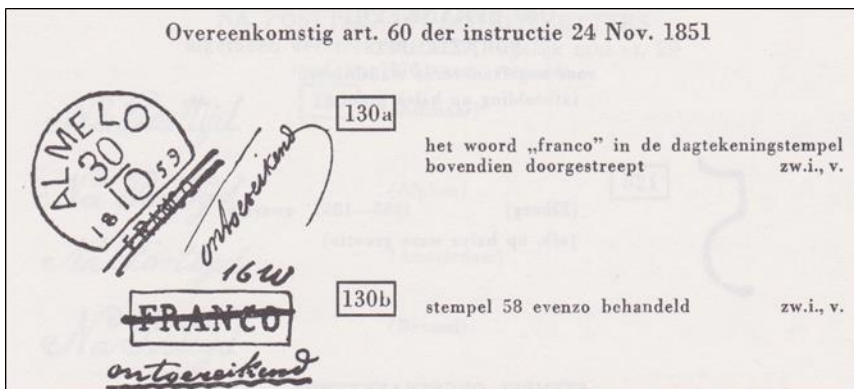 Overeenkomstig art. 60 der instructie 24 Nov. 1851
130a
ALMELO
30
10
18 59
FRANCO
ontoereikend
het woord „franco” in de dagtekeningstempel
bovendien doorgestreept zw.i., v.
16W
130b
FRANCO
stempel 58 evenzo behandeld zw.i., v.
ontoereikend